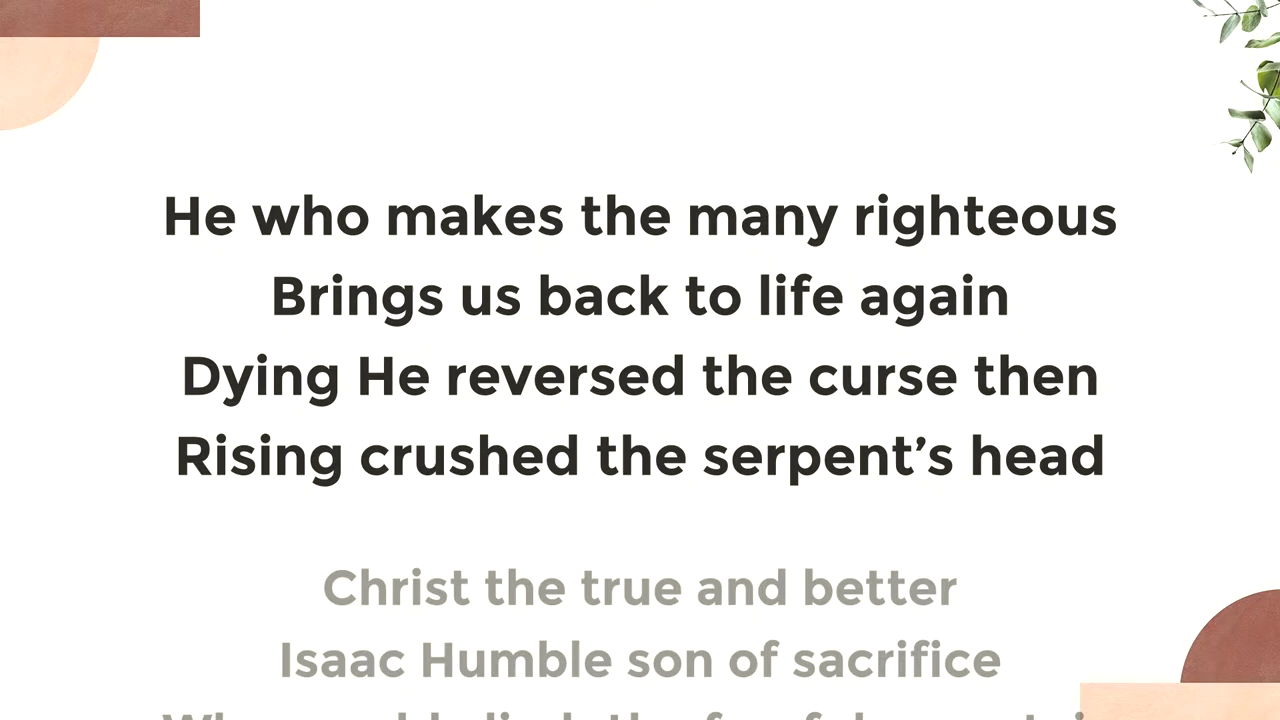 He who makes the many righteous
Brings us back to life again
Dying He reversed the curse then
Rising crushed the serpent’s head
Christ the true and better
Isaac Humble son of sacrifice